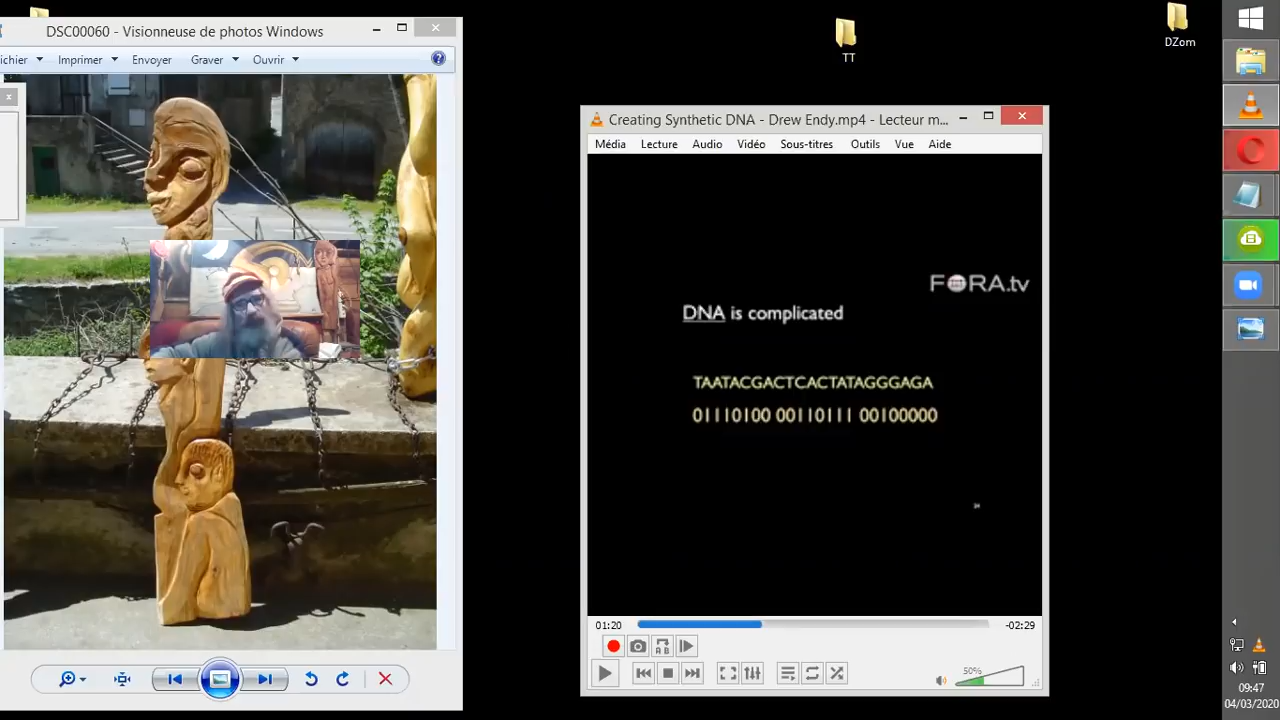 DSC00060 - Visionneuse de photos Windows
ichier Imprimer Envoyer Graver Ouvrir
TT
DZom
Creating Synthetic DNA - Drew Endy.mp4 - Lecteur m...
Média Lecture Audio Vidéo Sous-titres Outils Vue Aide
FORA.tv
DNA is complicated
TAATACGACTCACTATAGGGAGA
01110100 00110111 00100000
01:20
-02:29
50%
09:47
04/03/2020